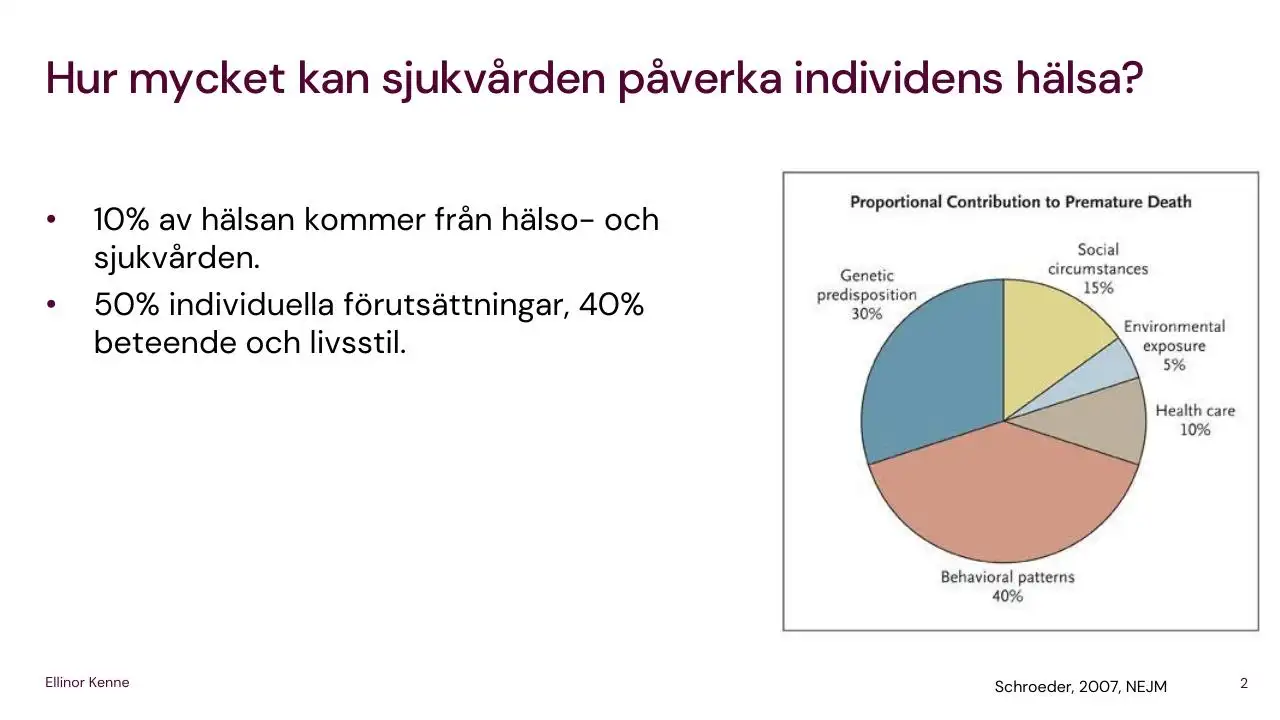 Hur mycket kan sjukvården påverka individens hälsa?
• 10% av hälsan kommer från hälso- och
sjukvården.
• 50% individuella förutsättningar, 40%
beteende och livsstil.
Proportional Contribution to Premature Death
Social
circumstances
15%
Genetic
predisposition
30%
Environmental
exposure
5%
Health care
10%
Behavioral patterns
40%
Ellinor Kenne
Schroeder, 2007, NEJM
2